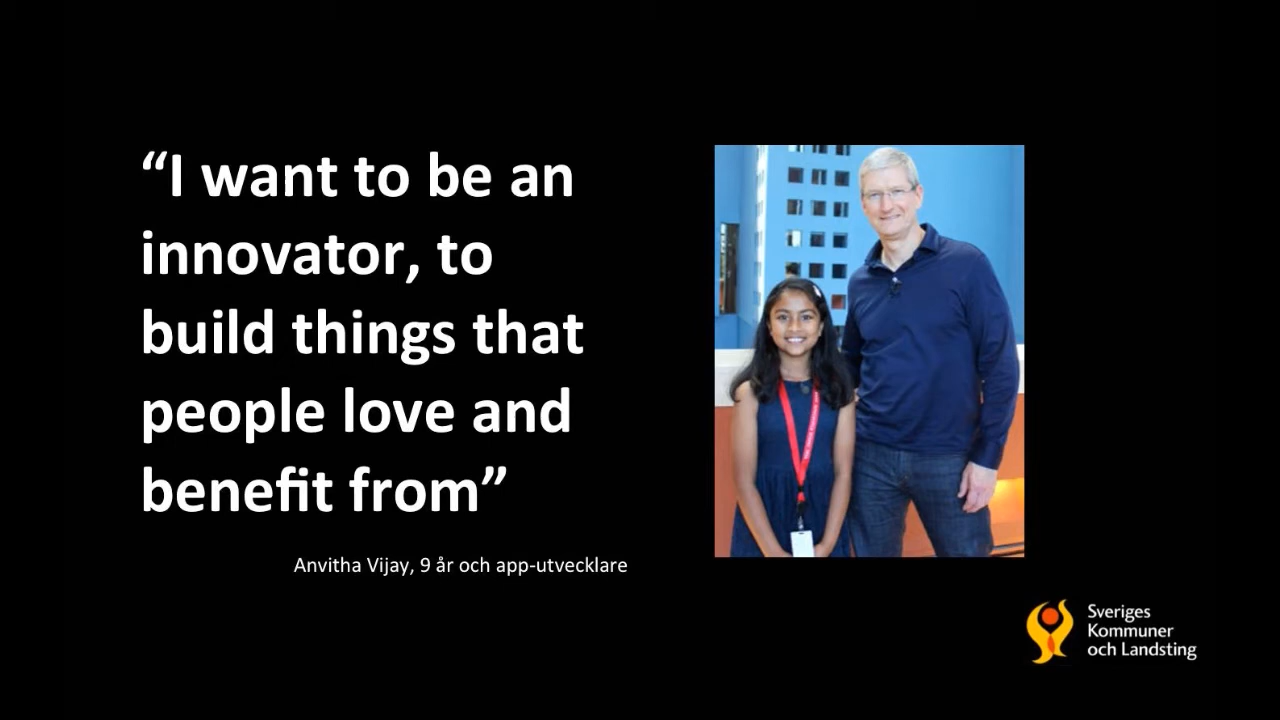 “I want to be an
innovator, to
build things that
people love and
benefit from”
Anvitha Vijay, 9 år och app-utvecklare
Sveriges
Kommuner
och Landsting